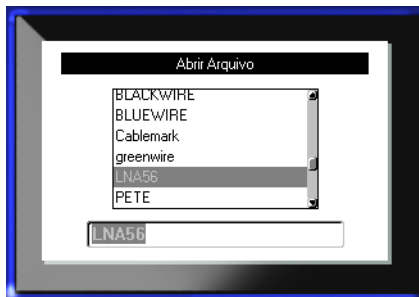 Abrir Arquivo
BLACKWIRE
BLUEWIRE
Cablemark
greenwire
LNA56
PETE
LNA56